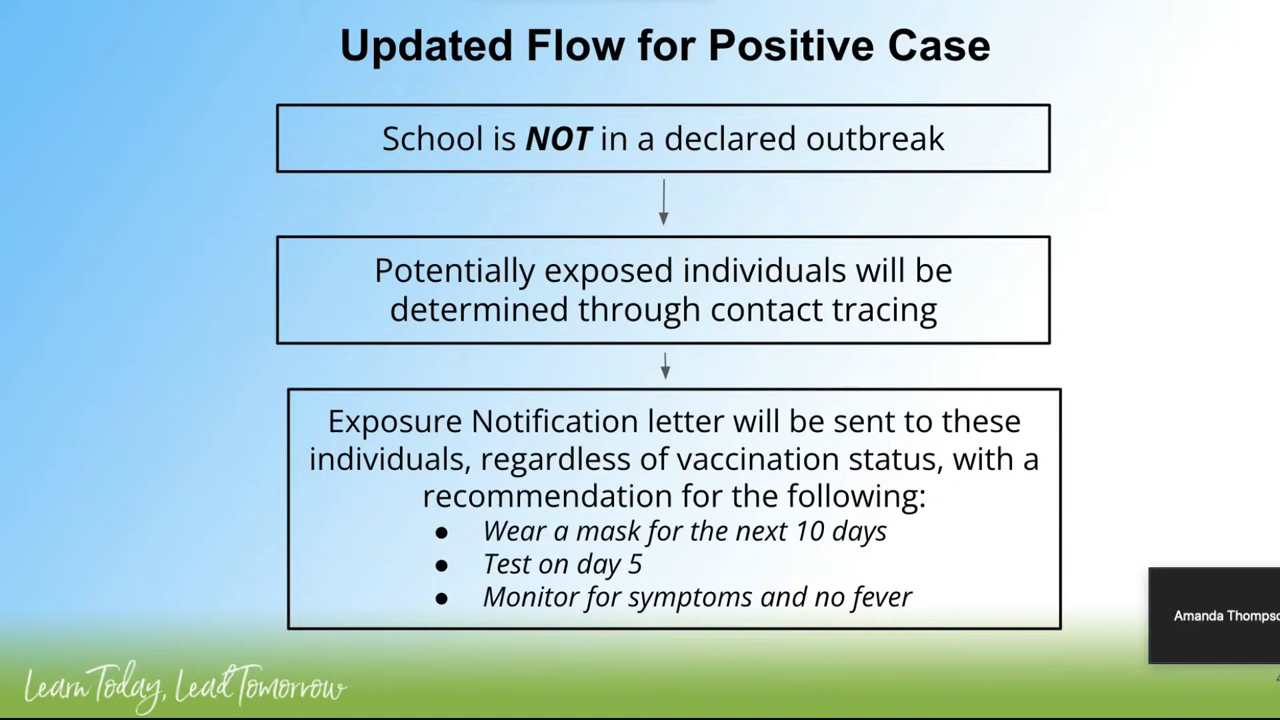 Updated Flow for Positive Case
School is NOT in a declared outbreak
Potentially exposed individuals will be
determined through contact tracing
Exposure Notification letter will be sent to these
individuals, regardless of vaccination status, with a
recommendation for the following:
● Wear a mask for the next 10 days
● Test on day 5
● Monitor for symptoms and no fever
Amanda Thompso
Learn Today, Lead Tomorrow